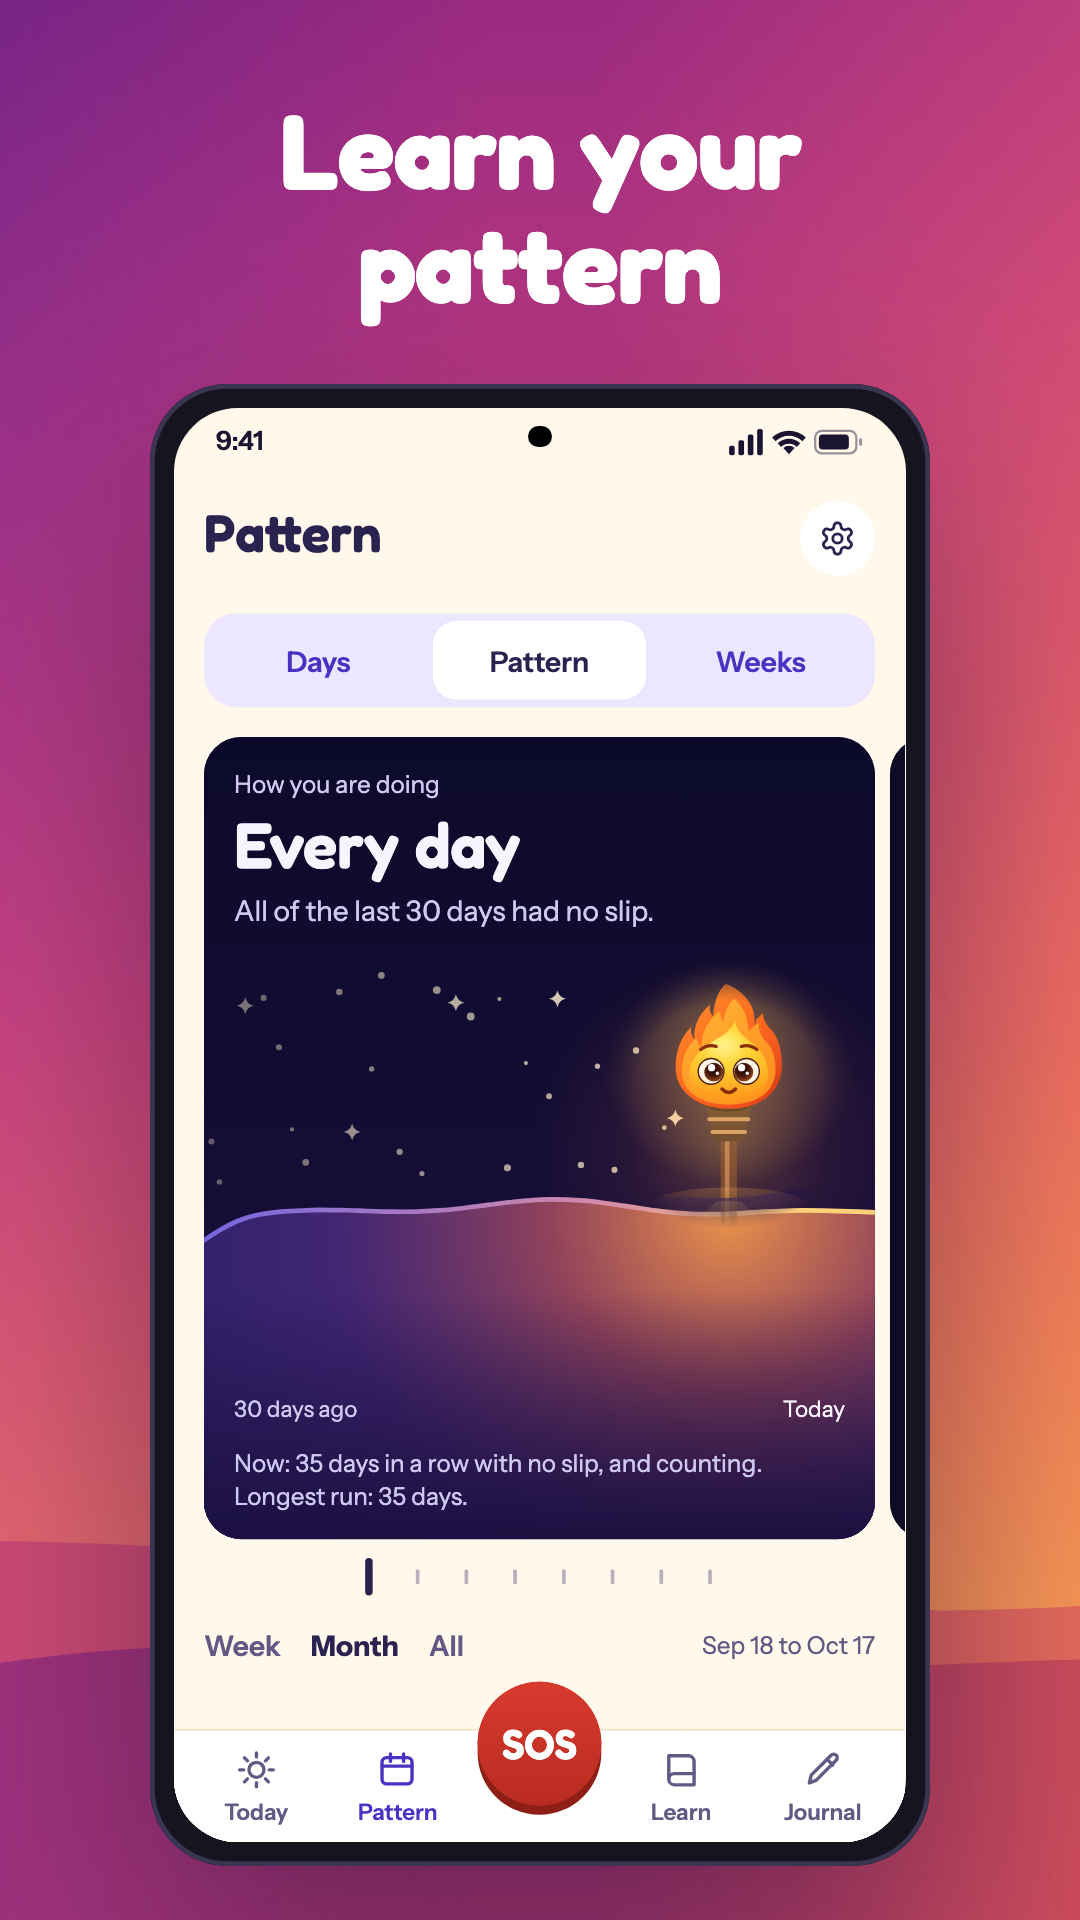 Learn your
pattern
9:41
Pattern
Days
Pattern
Weeks
How you are doing
Every day
All of the last 30 days had no slip.
30 days ago
Today
Now: 35 days in a row with no slip, and counting.
Longest run: 35 days.
Week
Month
All
Sep 18 to Oct 17
SOS
Today
Pattern
Learn
Journal